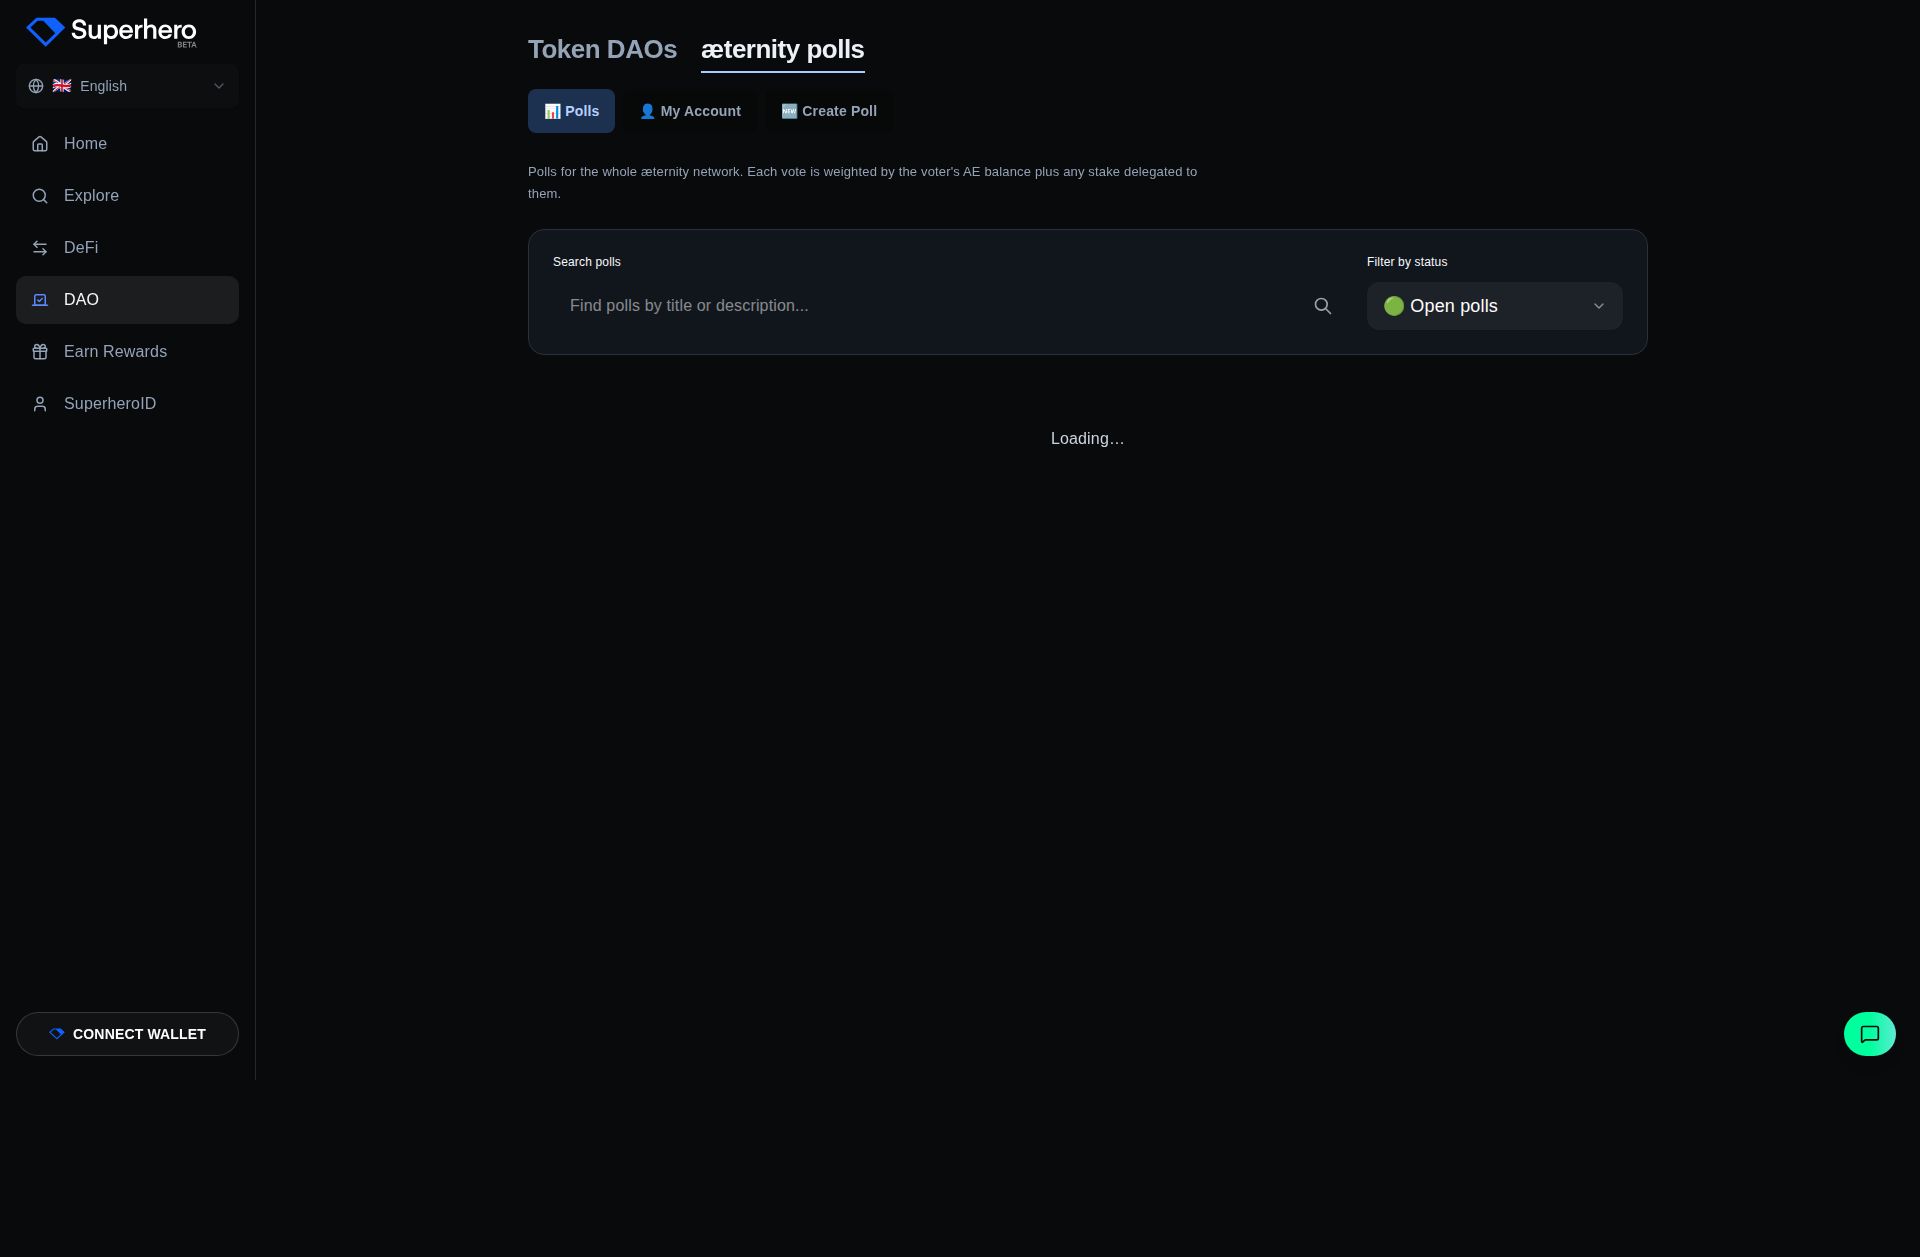 Superhero
BETA
English
Home
Explore
DeFi
DAO
Earn Rewards
SuperheroID
CONNECT WALLET
Token DAOs
æternity polls
📊 Polls
👤 My Account
🆕 Create Poll
Polls for the whole æternity network. Each vote is weighted by the voter's AE balance plus any stake delegated to
them.
Search polls
Find polls by title or description...
Filter by status
🟢 Open polls
Loading…